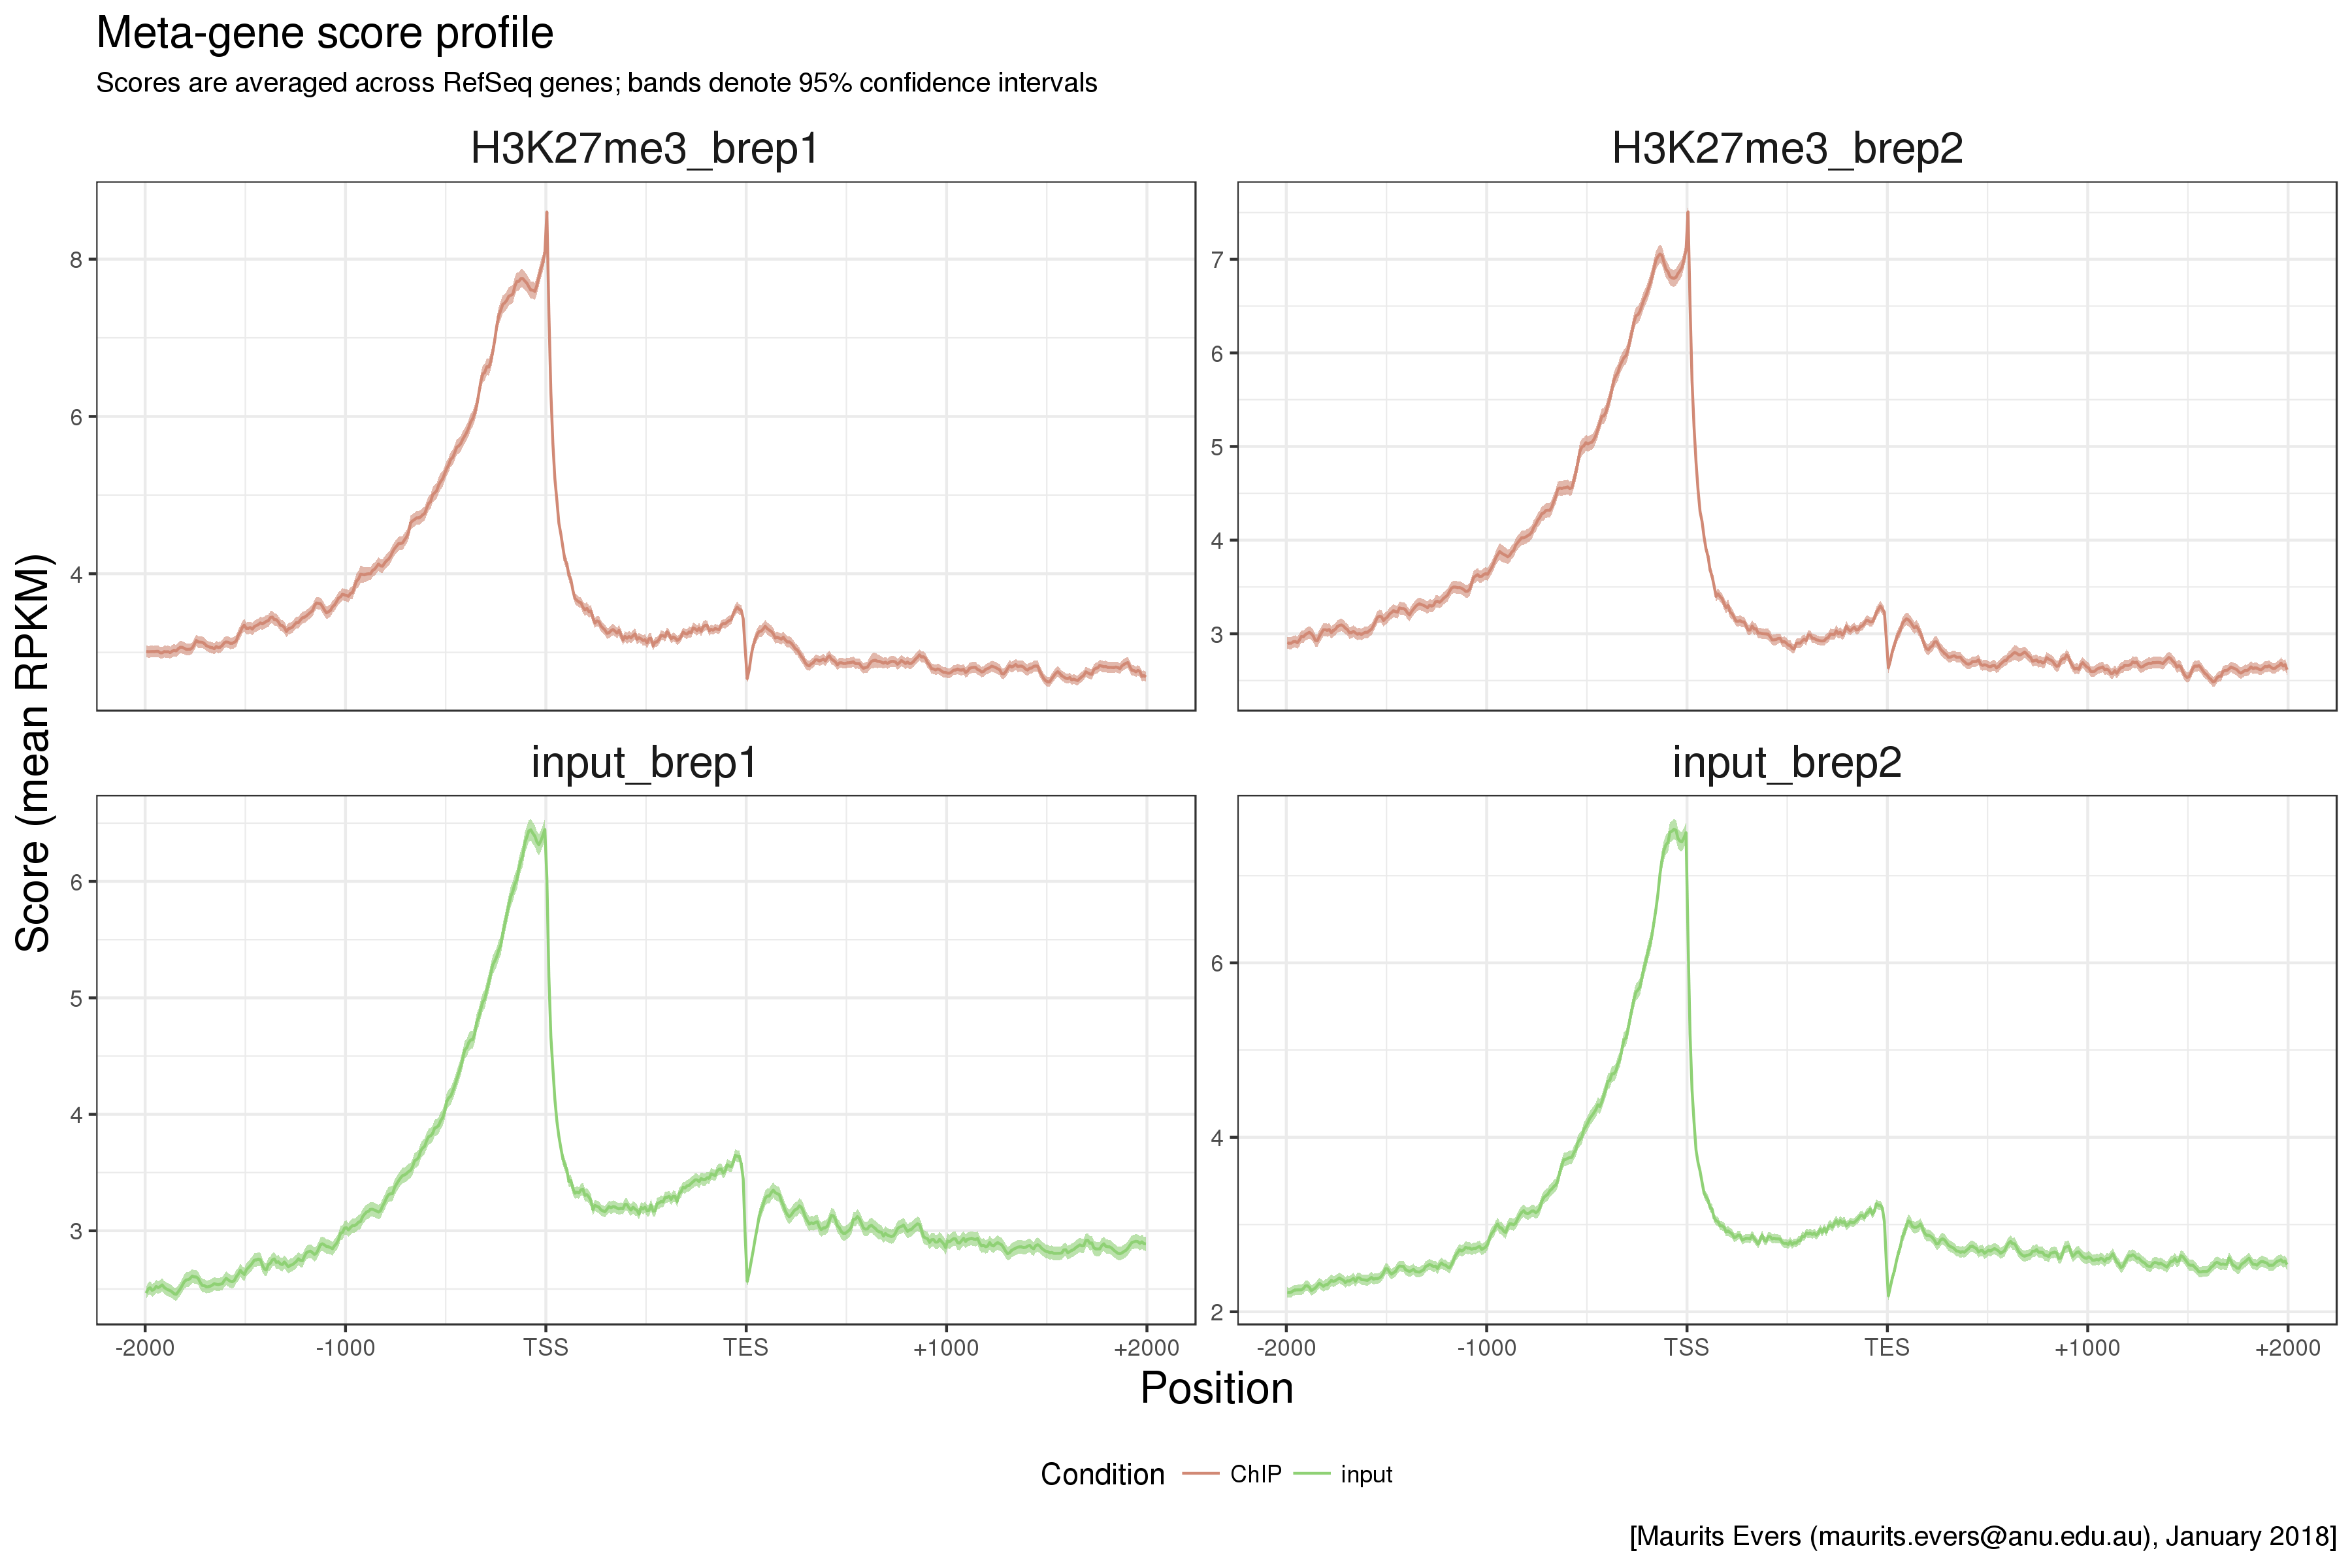 Meta-gene score profile
Scores are averaged across RefSeq genes; bands denote 95% confidence intervals
H3K27me3_brep1
H3K27me3_brep2
8
6
4
7
6
5
4
3
Score (mean RPKM)
input_brep1
input_brep2
6
5
4
3
6
4
2
-2000 -1000 TSS TES +1000 +2000
-2000 -1000 TSS TES +1000 +2000
Position
Condition ChIP input
[Maurits Evers (maurits.evers@anu.edu.au), January 2018]